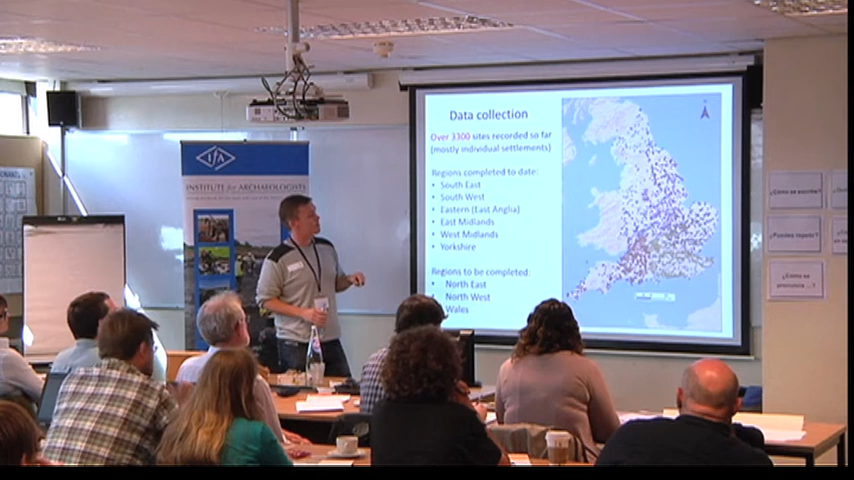 Data collection
Over 3300 sites recorded so far
(mostly individual settlements)
Regions completed to date:
• South East
• South West
• Eastern (East Anglia)
• East Midlands
• West Midlands
• Yorkshire
Regions to be completed:
• North East
• North West
• Wales
IfA
INSTITUTE for ARCHAEOLOGISTS
¿Cómo se escribe?
¿Puedes repetir?
¿Cómo se
pronuncia ...?